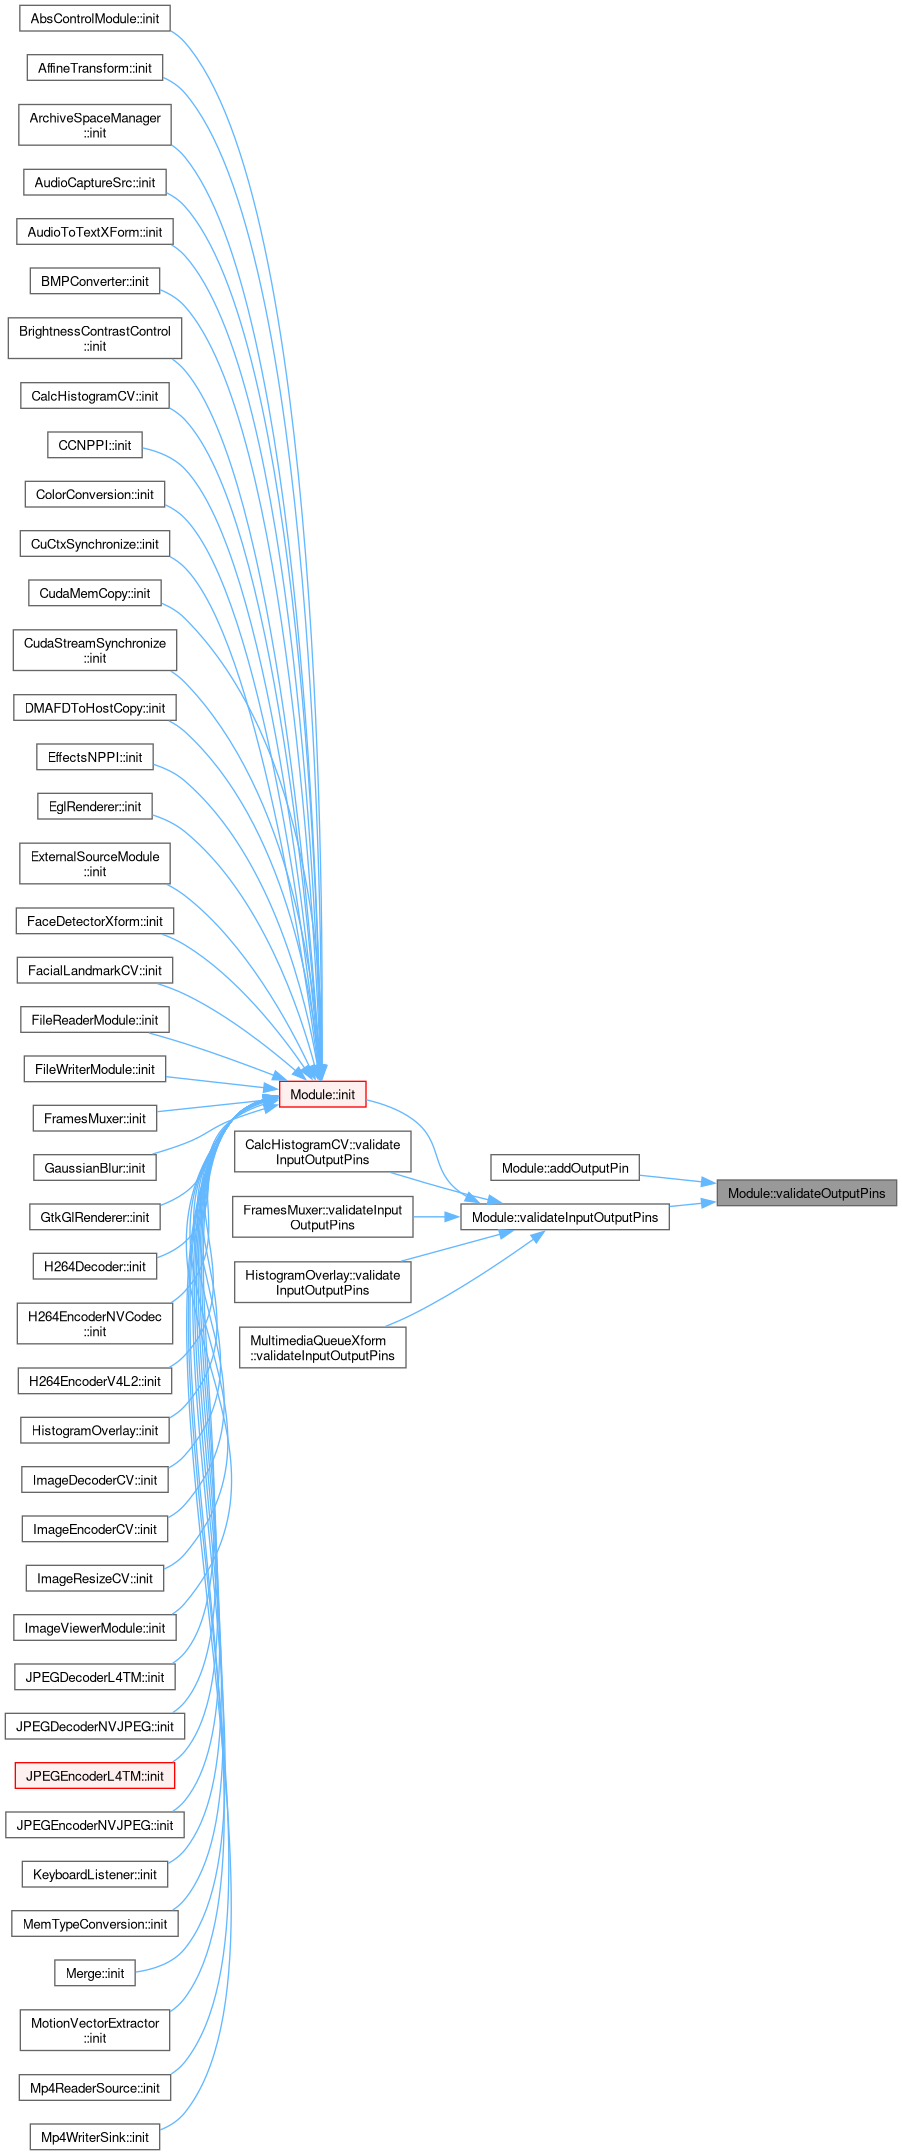 AbsControlModule::init
AffineTransform::init
ArchiveSpaceManager
::init
AudioCaptureSrc::init
AudioToTextXForm::init
BMPConverter::init
BrightnessContrastControl
::init
CalcHistogramCV::init
CCNPPI::init
ColorConversion::init
CuCtxSynchronize::init
CudaMemCopy::init
CudaStreamSynchronize
::init
DMAFDToHostCopy::init
EffectsNPPI::init
EglRenderer::init
ExternalSourceModule
::init
FaceDetectorXform::init
FacialLandmarkCV::init
FileReaderModule::init
FileWriterModule::init
FramesMuxer::init
GaussianBlur::init
GtkGlRenderer::init
H264Decoder::init
H264EncoderNVCodec
::init
H264EncoderV4L2::init
HistogramOverlay::init
ImageDecoderCV::init
ImageEncoderCV::init
ImageResizeCV::init
ImageViewerModule::init
JPEGDecoderL4TM::init
JPEGDecoderNVJPEG::init
JPEGEncoderL4TM::init
JPEGEncoderNVJPEG::init
KeyboardListener::init
MemTypeConversion::init
Merge::init
MotionVectorExtractor
::init
Mp4ReaderSource::init
Mp4WriterSink::init
Module::init
CalcHistogramCV::validate
InputOutputPins
FramesMuxer::validateInput
OutputPins
HistogramOverlay::validate
InputOutputPins
MultimediaQueueXform
::validateInputOutputPins
Module::addOutputPin
Module::validateInputOutputPins
Module::validateOutputPins